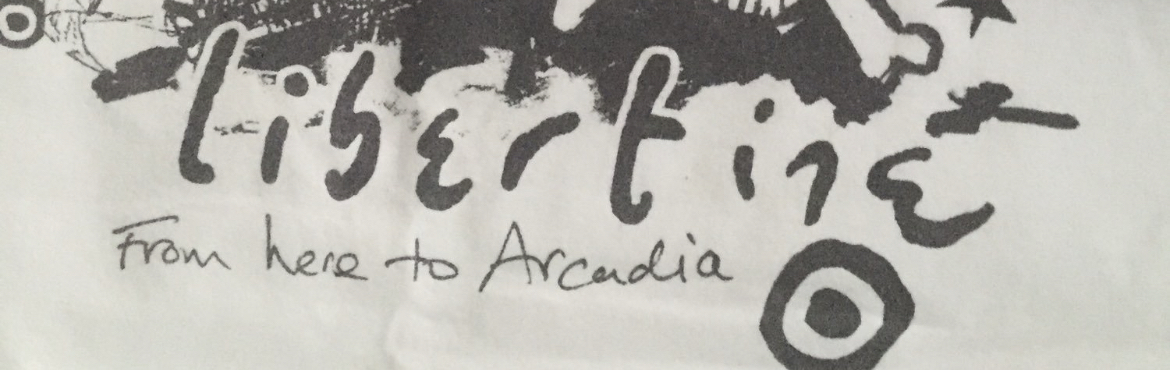 libertine
From here to Arcadia